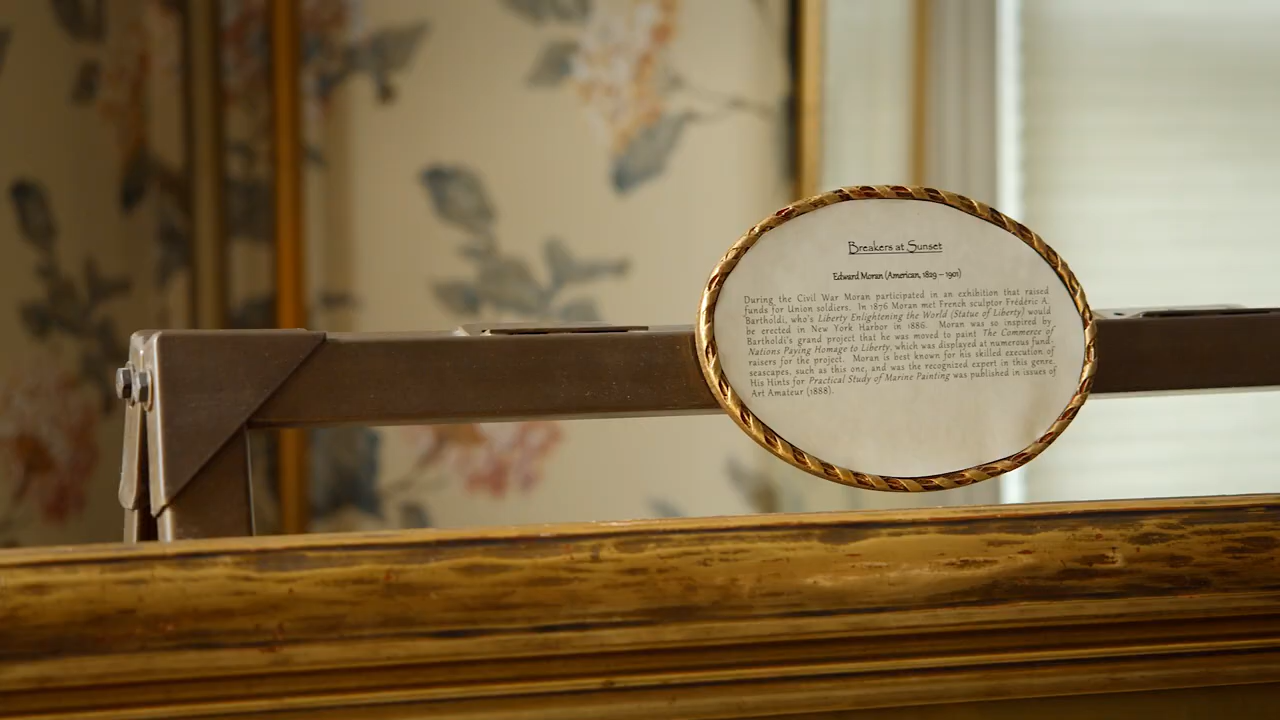 Breakers at Sunset
Edward Moran (American, 1829 – 1901)
During the Civil War Moran participated in an exhibition that raised
funds for Union soldiers. In 1876 Moran met French sculptor Frédéric A.
Bartholdi, who's Liberty Enlightening the World (Statue of Liberty) would
be erected in New York Harbor in 1886. Moran was so inspired by
Bartholdi's grand project that he was moved to paint The Commerce of
Nations Paying Homage to Liberty, which was displayed at numerous fund-
raisers for the project. Moran is best known for his skilled execution of
seascapes, such as this one, and was the recognized expert in this genre.
His Hints for Practical Study of Marine Painting was published in issues of
Art Amateur (1888).